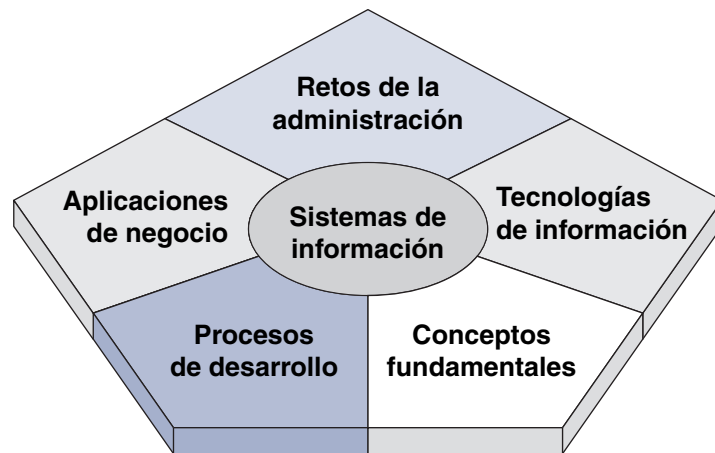 Retos de la
administración
Aplicaciones
de negocio
Sistemas de
información
Tecnologías
de información
Procesos
de desarrollo
Conceptos
fundamentales